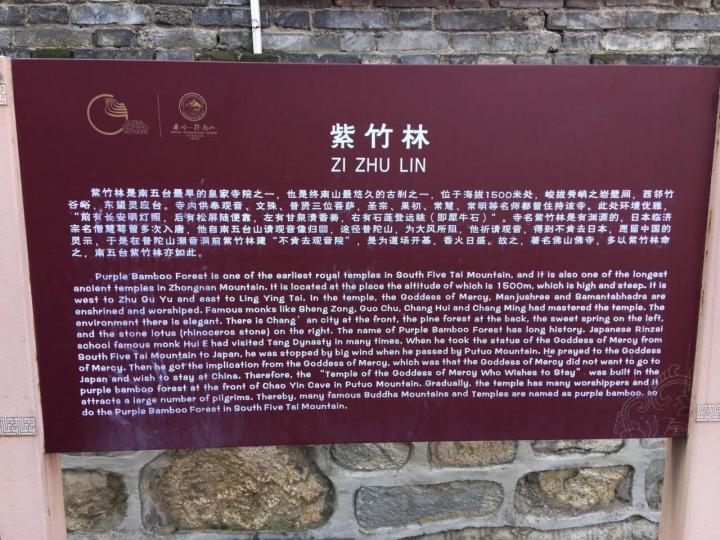 GLOBAL
GEOPARKS
NETWORK
秦岭·终南山
紫竹林
ZI ZHU LIN
紫竹林是南五台最早的皇家寺院之一，也是终南山最悠久的古刹之一，位于海拔1500米处，峻拔秀峭之岩壁间，西邻竹
谷峪，东望灵应台。寺内供奉观音、文殊、普贤三位菩萨，圣宗、果初、常慧、常明等名师都曾住持该寺。此处环境优雅，
“前有长安明灯照，后有松屏随便靠，左有甘泉清香美，右有石莲登远眺（即犀牛石）”。寺名紫竹林是有渊源的，日本临济
宗名僧慧萼曾多次入唐，他自南五台山请观音像归回，途径普陀山，为大风所阻，他祈请观音，得到不肯去日本，愿留中国的
灵示，于是在普陀山潮音洞前紫竹林建“不肯去观音院”，是为道场开基，香火日盛。故之，著名佛山佛寺，多以紫竹林命
之，南五台紫竹林亦如此。
Purple Bamboo Forest is one of the earliest royal temples in South Five Tai Mountain, and it is also one of the longest
ancient temples in Zhongnan Mountain. It is located at the place the altitude of which is 1500m, which is high and steep. It is
west to Zhu Gu Yu and east to Ling Ying Tai. In the temple, the Goddess of Mercy, Manjushree and Samantabhadra are
enshrined and worshiped. Famous monks like Sheng Zong, Guo Chu, Chang Hui and Chang Ming had mastered the temple. The
environment there is elegant. There is Chang'an city at the front, the pine forest at the back, the sweet spring on the left,
and the stone lotus (rhinoceros stone) on the right. The name of Purple Bamboo Forest has long history. Japanese Rinzai
school famous monk Hui E had visited Tang Dynasty in many times. When he took the statue of the Goddess of Mercy from
South Five Tai Mountain to Japan, he was stopped by big wind when he passed by Putuo Mountain. He prayed to the Goddess
of Mercy. Then he got the implication from the Goddess of Mercy, which was that the Goddess of Mercy did not want to go to
Japan and wish to stay at China. Therefore, the “Temple of the Goddess of Mercy Who Wishes to Stay” was built in the
purple bamboo forest at the front of Chao Yin Cave in Putuo Mountain. Gradually, the temple has many worshippers and it
attracts a large number of pilgrims. Thereby, many famous Buddha Mountains and Temples are named as purple bamboo, so
do the Purple Bamboo Forest in South Five Tai Mountain.